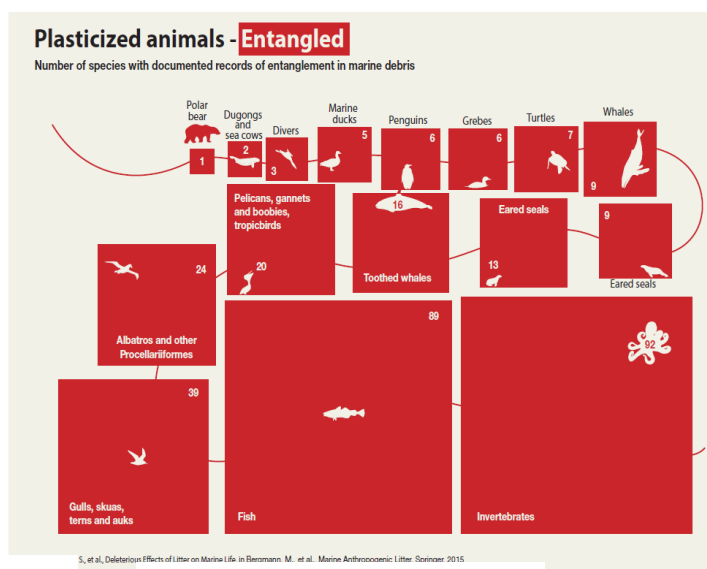 Plasticized animals - Entangled
Number of species with documented records of entanglement in marine debris
Polar
bear
1
Dugongs
and
sea cows
2
Divers
3
Marine
ducks
5
Penguins
6
Grebes
6
Turtles
7
Whales
9
Pelicans, gannets
and boobies,
tropicbirds
20
16
Toothed whales
Eared seals
13
9
Eared seals
24
Albatros and other
Procellariiformes
39
Gulls, skuas,
terns and auks
89
Fish
92
Invertebrates
S., et al., Deleterious Effects of Litter on Marine Life, in Bergmann, M., et al., Marine Anthropogenic Litter, Springer, 2015